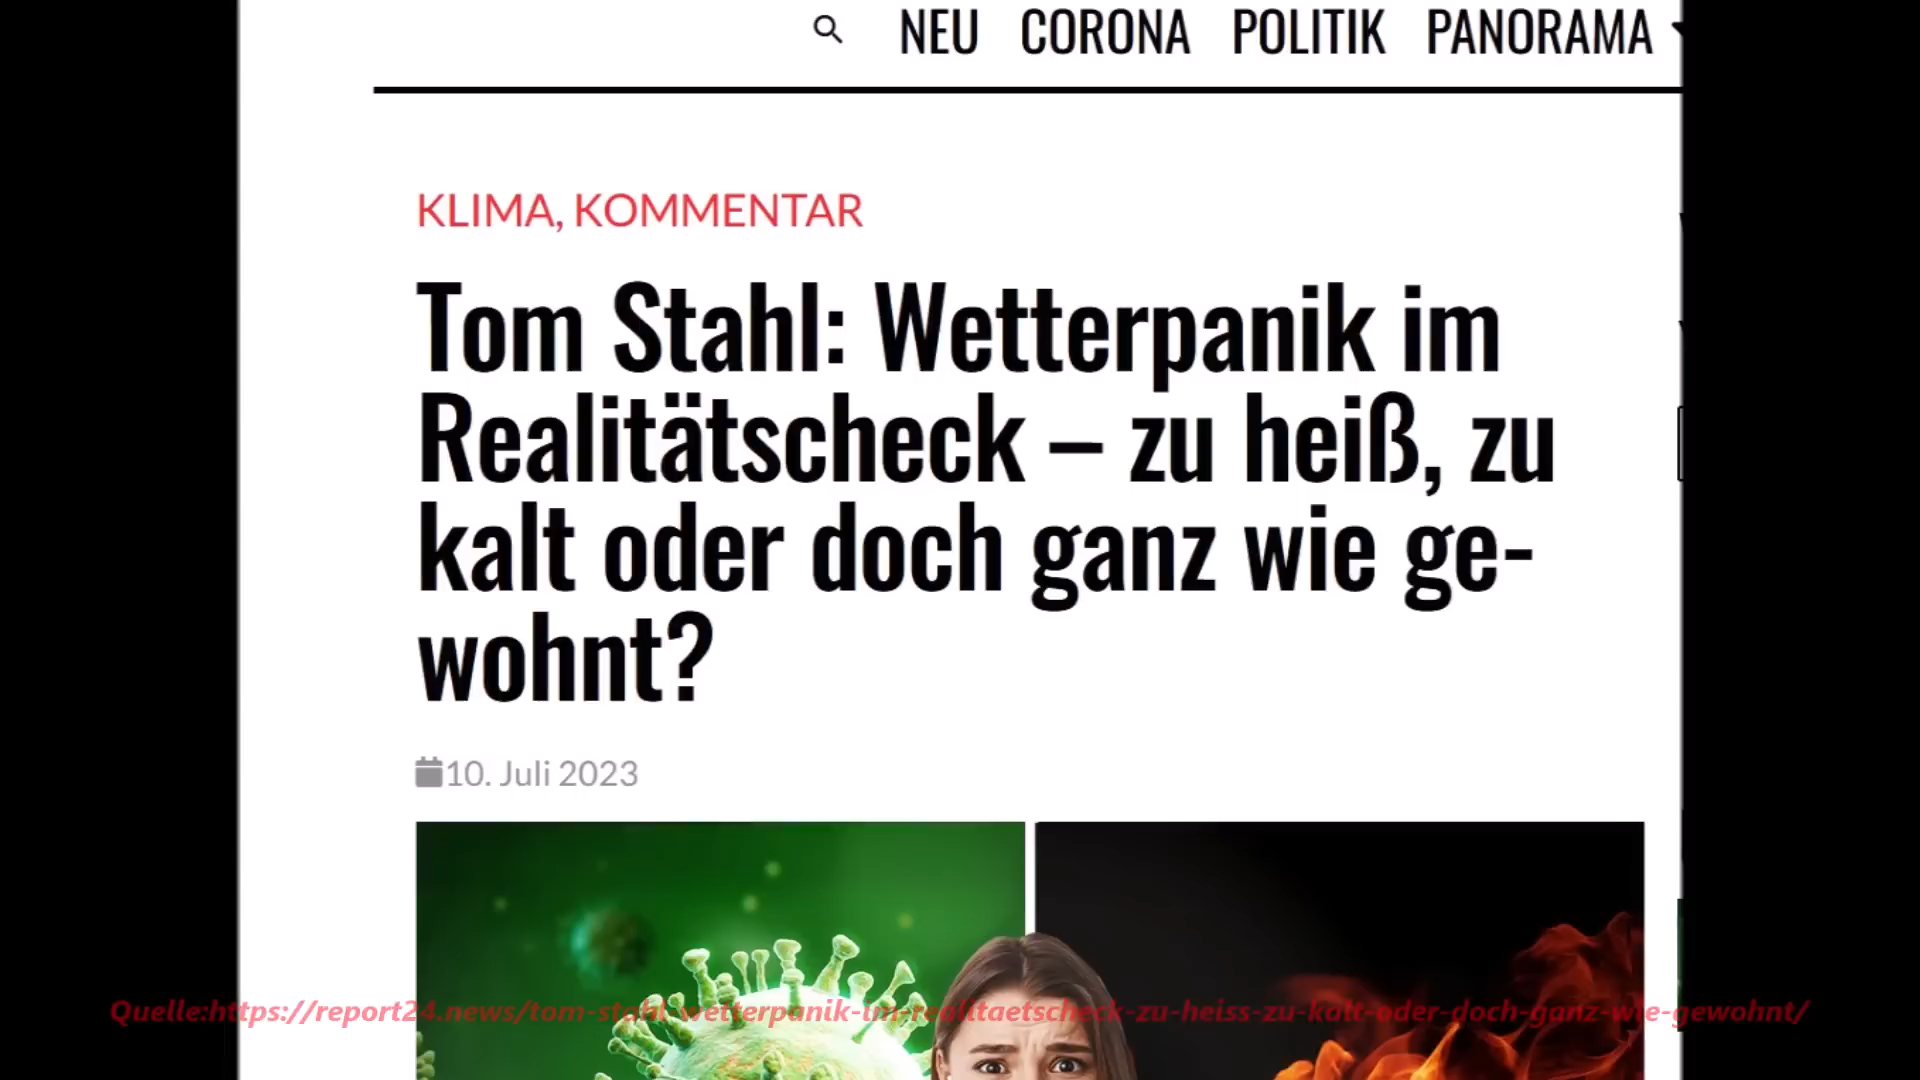 NEU CORONA POLITIK PANORAMA
KLIMA, KOMMENTAR
Tom Stahl: Wetterpanik im
Realitätscheck – zu heiß, zu
kalt oder doch ganz wie ge-
wohnt?
10. Juli 2023
Quelle:https://report24.news/tom-stahl-wetterpanik-im-realitaetscheck-zu-heiss-zu-kalt-oder-doch-ganz-wie-gewohnt/